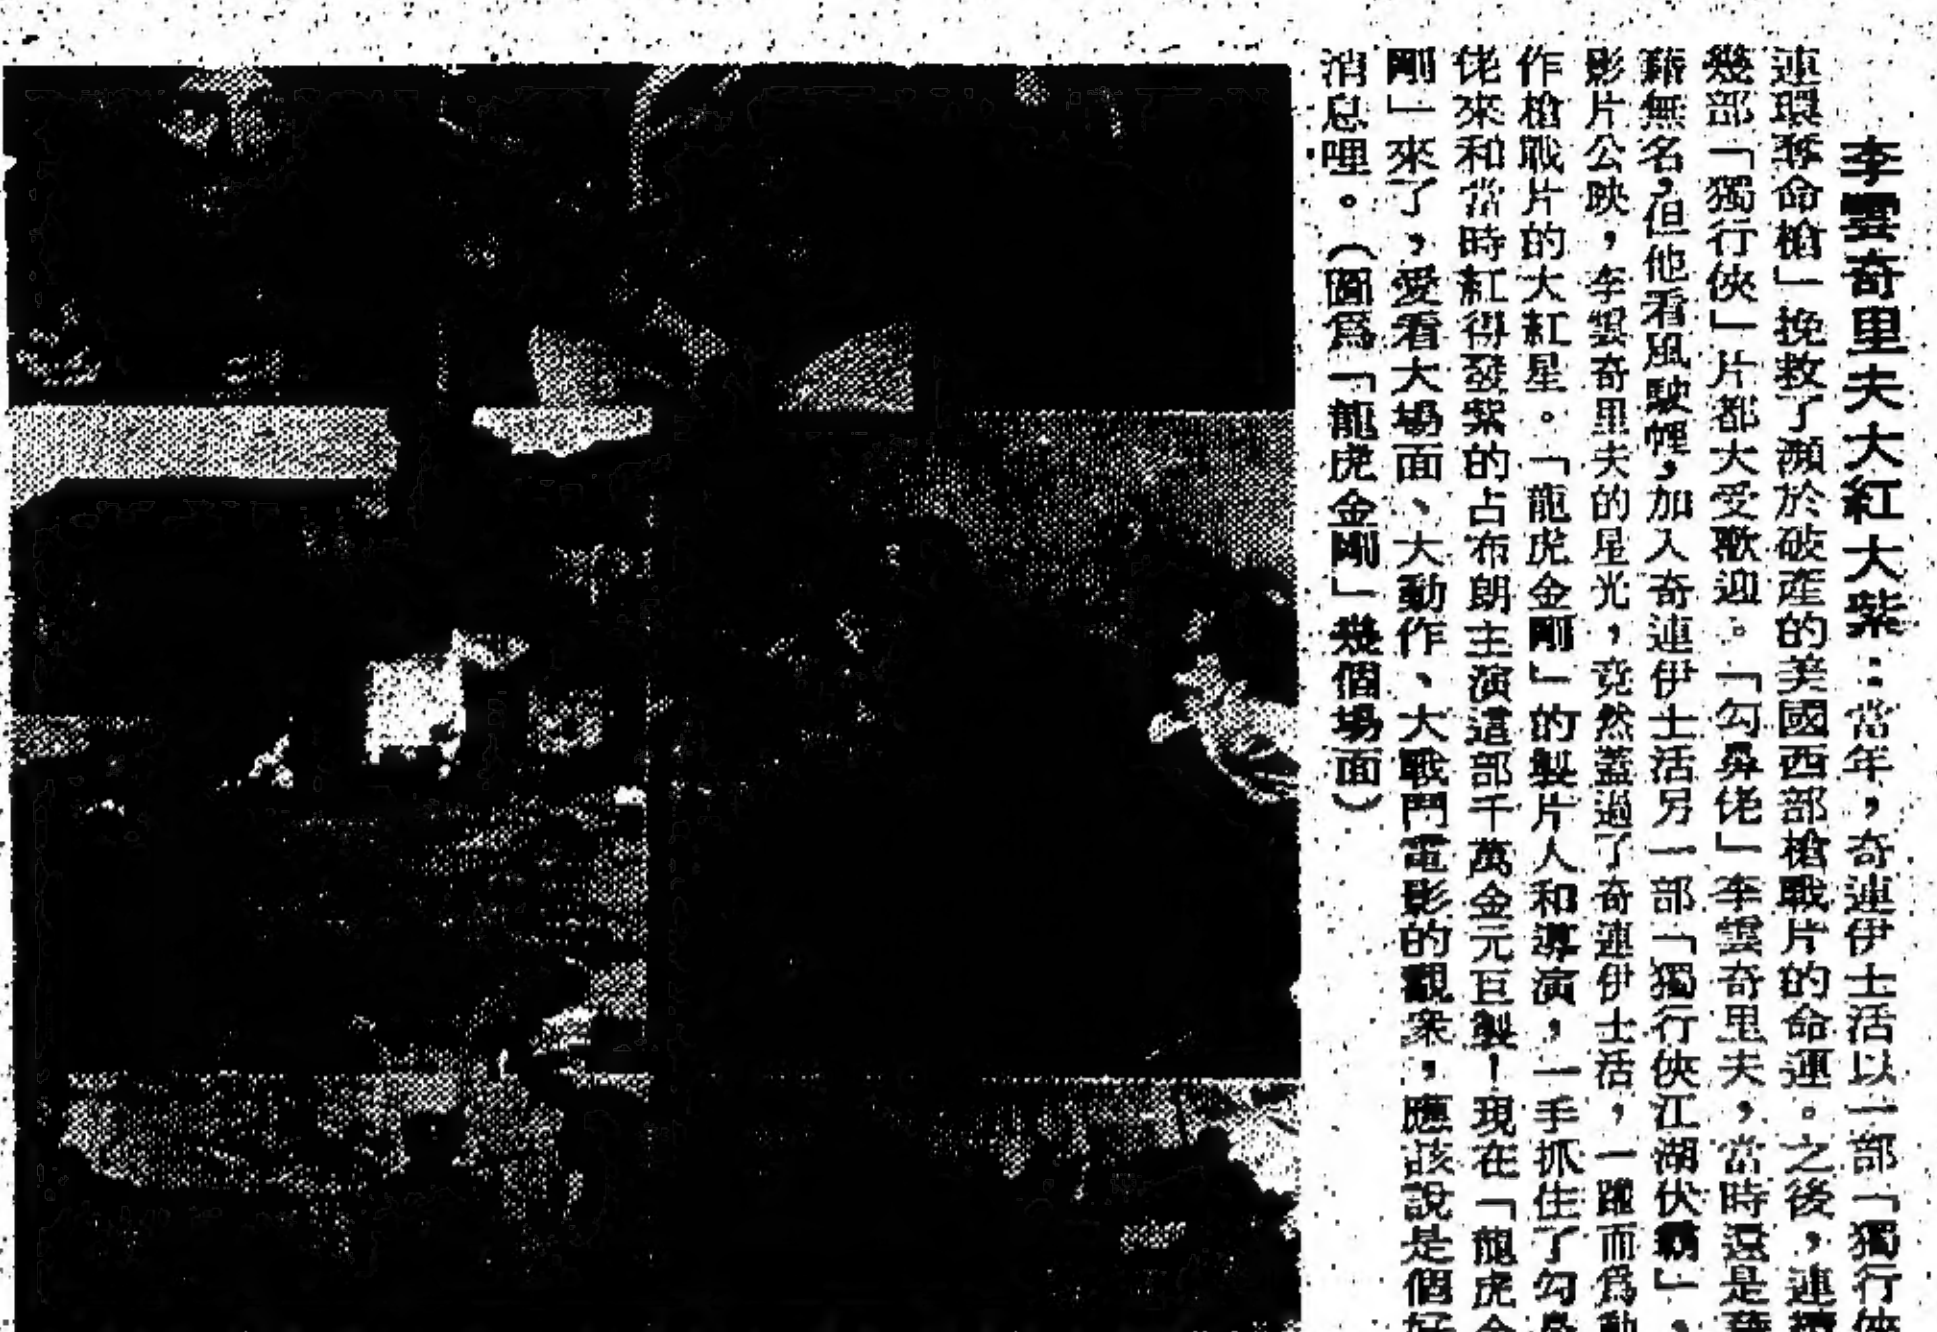 李雲奇里夫大紅大紫：當年，奇連伊士活以一部「獨行俠
連環奪命槍」挽救了瀕於破產的美國西部槍戰片的命運。之後，連續
幾部「獨行俠」片都大受歡迎。「勾鼻佬」李雲奇里夫，當時還是藉
藉無名，但他看風駛𢃇，加入奇連伊士活另一部「獨行俠江湖伏霸」，
影片公映，李雲奇里夫的星光，竟然蓋過了奇連伊士活，一躍而爲動
作槍戰片的大紅星。「龍虎金剛」的製片人和導演，一手抓住了勾鼻
佬來和當時紅得發紫的占布朗主演這部千萬金元巨製！現在「龍虎金
剛」來了，愛看大場面、大動作、大戰鬥電影的觀衆，應該說是個好
消息哩。（圖爲「龍虎金剛」幾個場面）